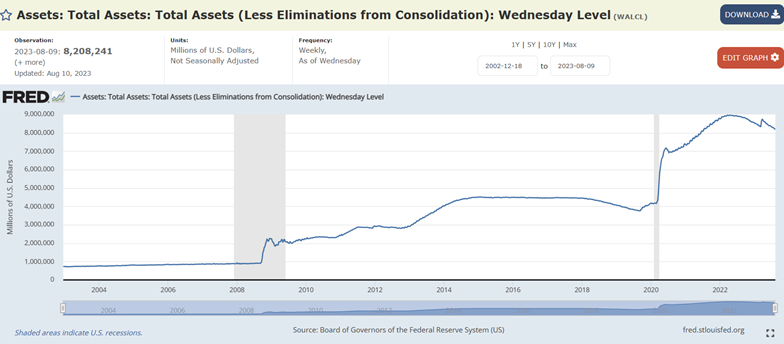 Assets: Total Assets: Total Assets (Less Eliminations from Consolidation): Wednesday Level (WALCL)
DOWNLOAD
Observation:
2023-08-09: 8,208,241
(+ more)
Updated: Aug 10, 2023
Units:
Millions of U.S. Dollars,
Not Seasonally Adjusted
Frequency:
Weekly,
As of Wednesday
1Y | 5Y | 10Y | Max
2002-12-18 to 2023-08-09
EDIT GRAPH
FRED
Assets: Total Assets: Total Assets (Less Eliminations from Consolidation): Wednesday Level
Millions of U.S. Dollars
9,000,000
8,000,000
7,000,000
6,000,000
5,000,000
4,000,000
3,000,000
2,000,000
1,000,000
0
2004 2006 2008 2010 2012 2014 2016 2018 2020 2022
2004 2006 2008 2010 2012 2014 2016 2018 2020
Shaded areas indicate U.S. recessions.
Source: Board of Governors of the Federal Reserve System (US)
fred.stlouisfed.org